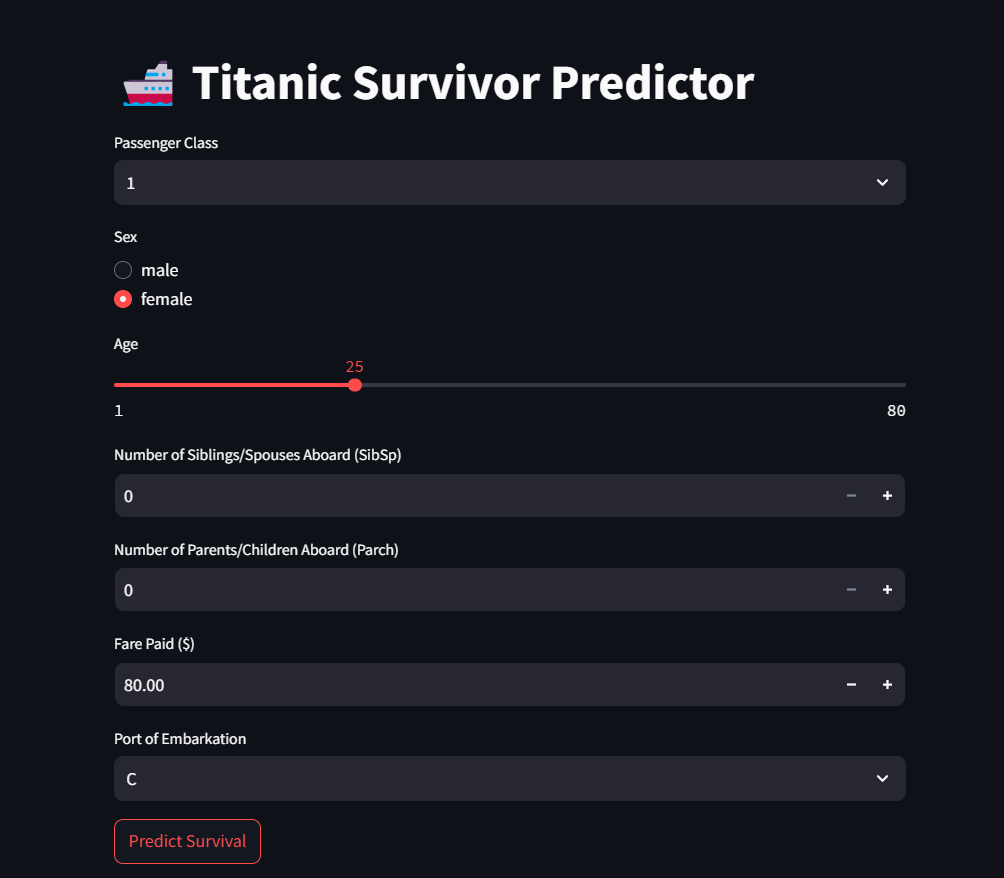 Titanic Survivor Predictor
Passenger Class
1
Sex
male
female
Age
25
1 80
Number of Siblings/Spouses Aboard (SibSp)
0
Number of Parents/Children Aboard (Parch)
0
Fare Paid ($)
80.00
Port of Embarkation
C
Predict Survival